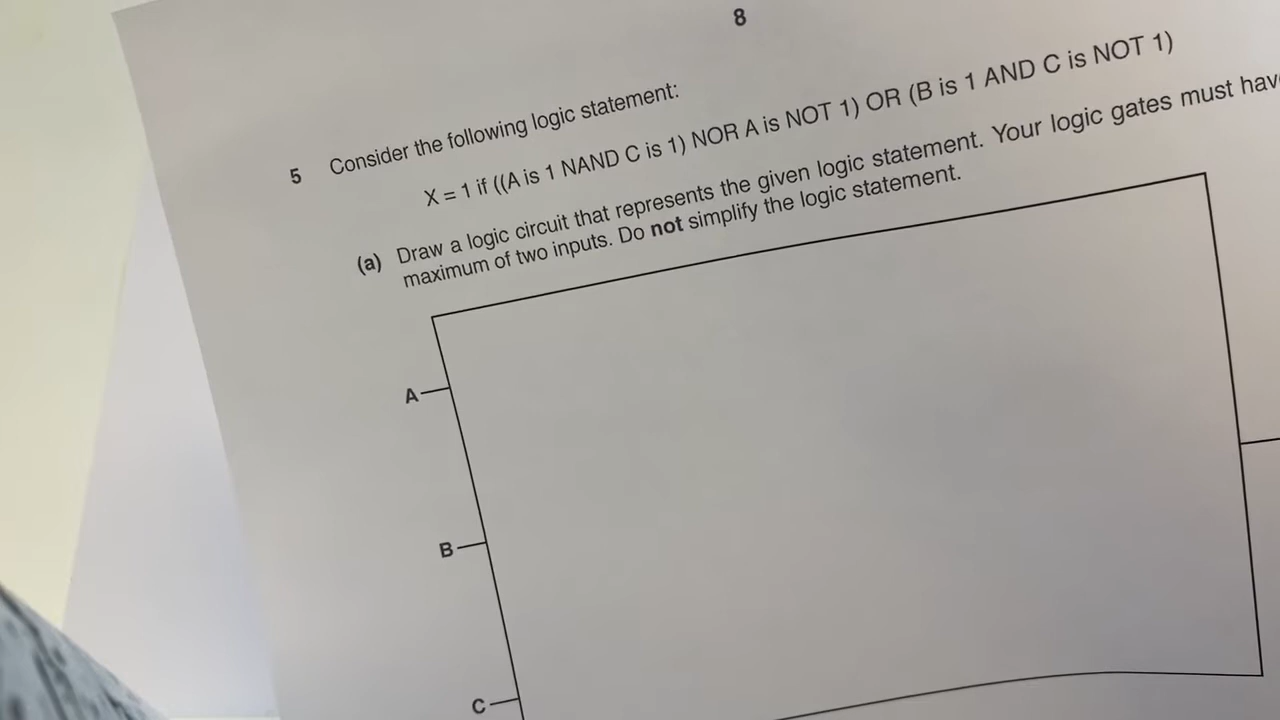 8
5 Consider the following logic statement:
X = 1 if ((A is 1 NAND C is 1) NOR A is NOT 1) OR (B is 1 AND C is NOT 1)
(a) Draw a logic circuit that represents the given logic statement. Your logic gates must
maximum of two inputs. Do not simplify the logic statement.
A
B
C